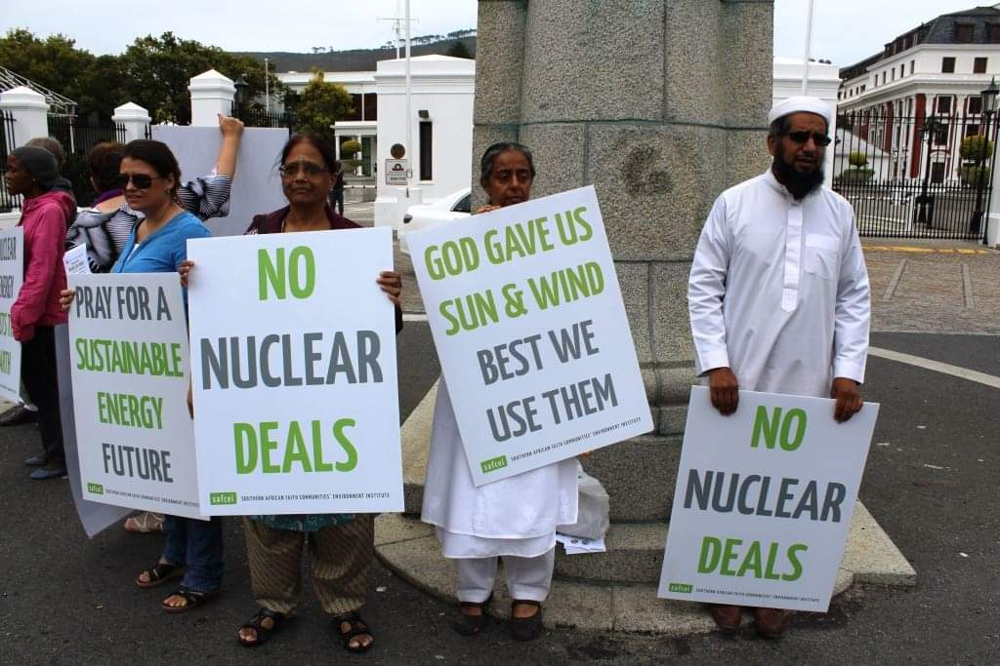 NUCLEAR
ENERGY
PRAY FOR A
SUSTAINABLE
ENERGY
FUTURE
safcei SOUTHERN AFRICAN FAITH COMMUNITIES' ENVIRONMENT INSTITUTE
NO
NUCLEAR
DEALS
safcei SOUTHERN AFRICAN FAITH COMMUNITIES' ENVIRONMENT INSTITUTE
GOD GAVE US
SUN & WIND
BEST WE
USE THEM
safcei SOUTHERN AFRICAN FAITH COMMUNITIES' ENVIRONMENT INSTITUTE
NO
NUCLEAR
DEALS
safcei SOUTHERN AFRICAN FAITH COMMUNITIES' ENVIRONMENT INSTITUTE